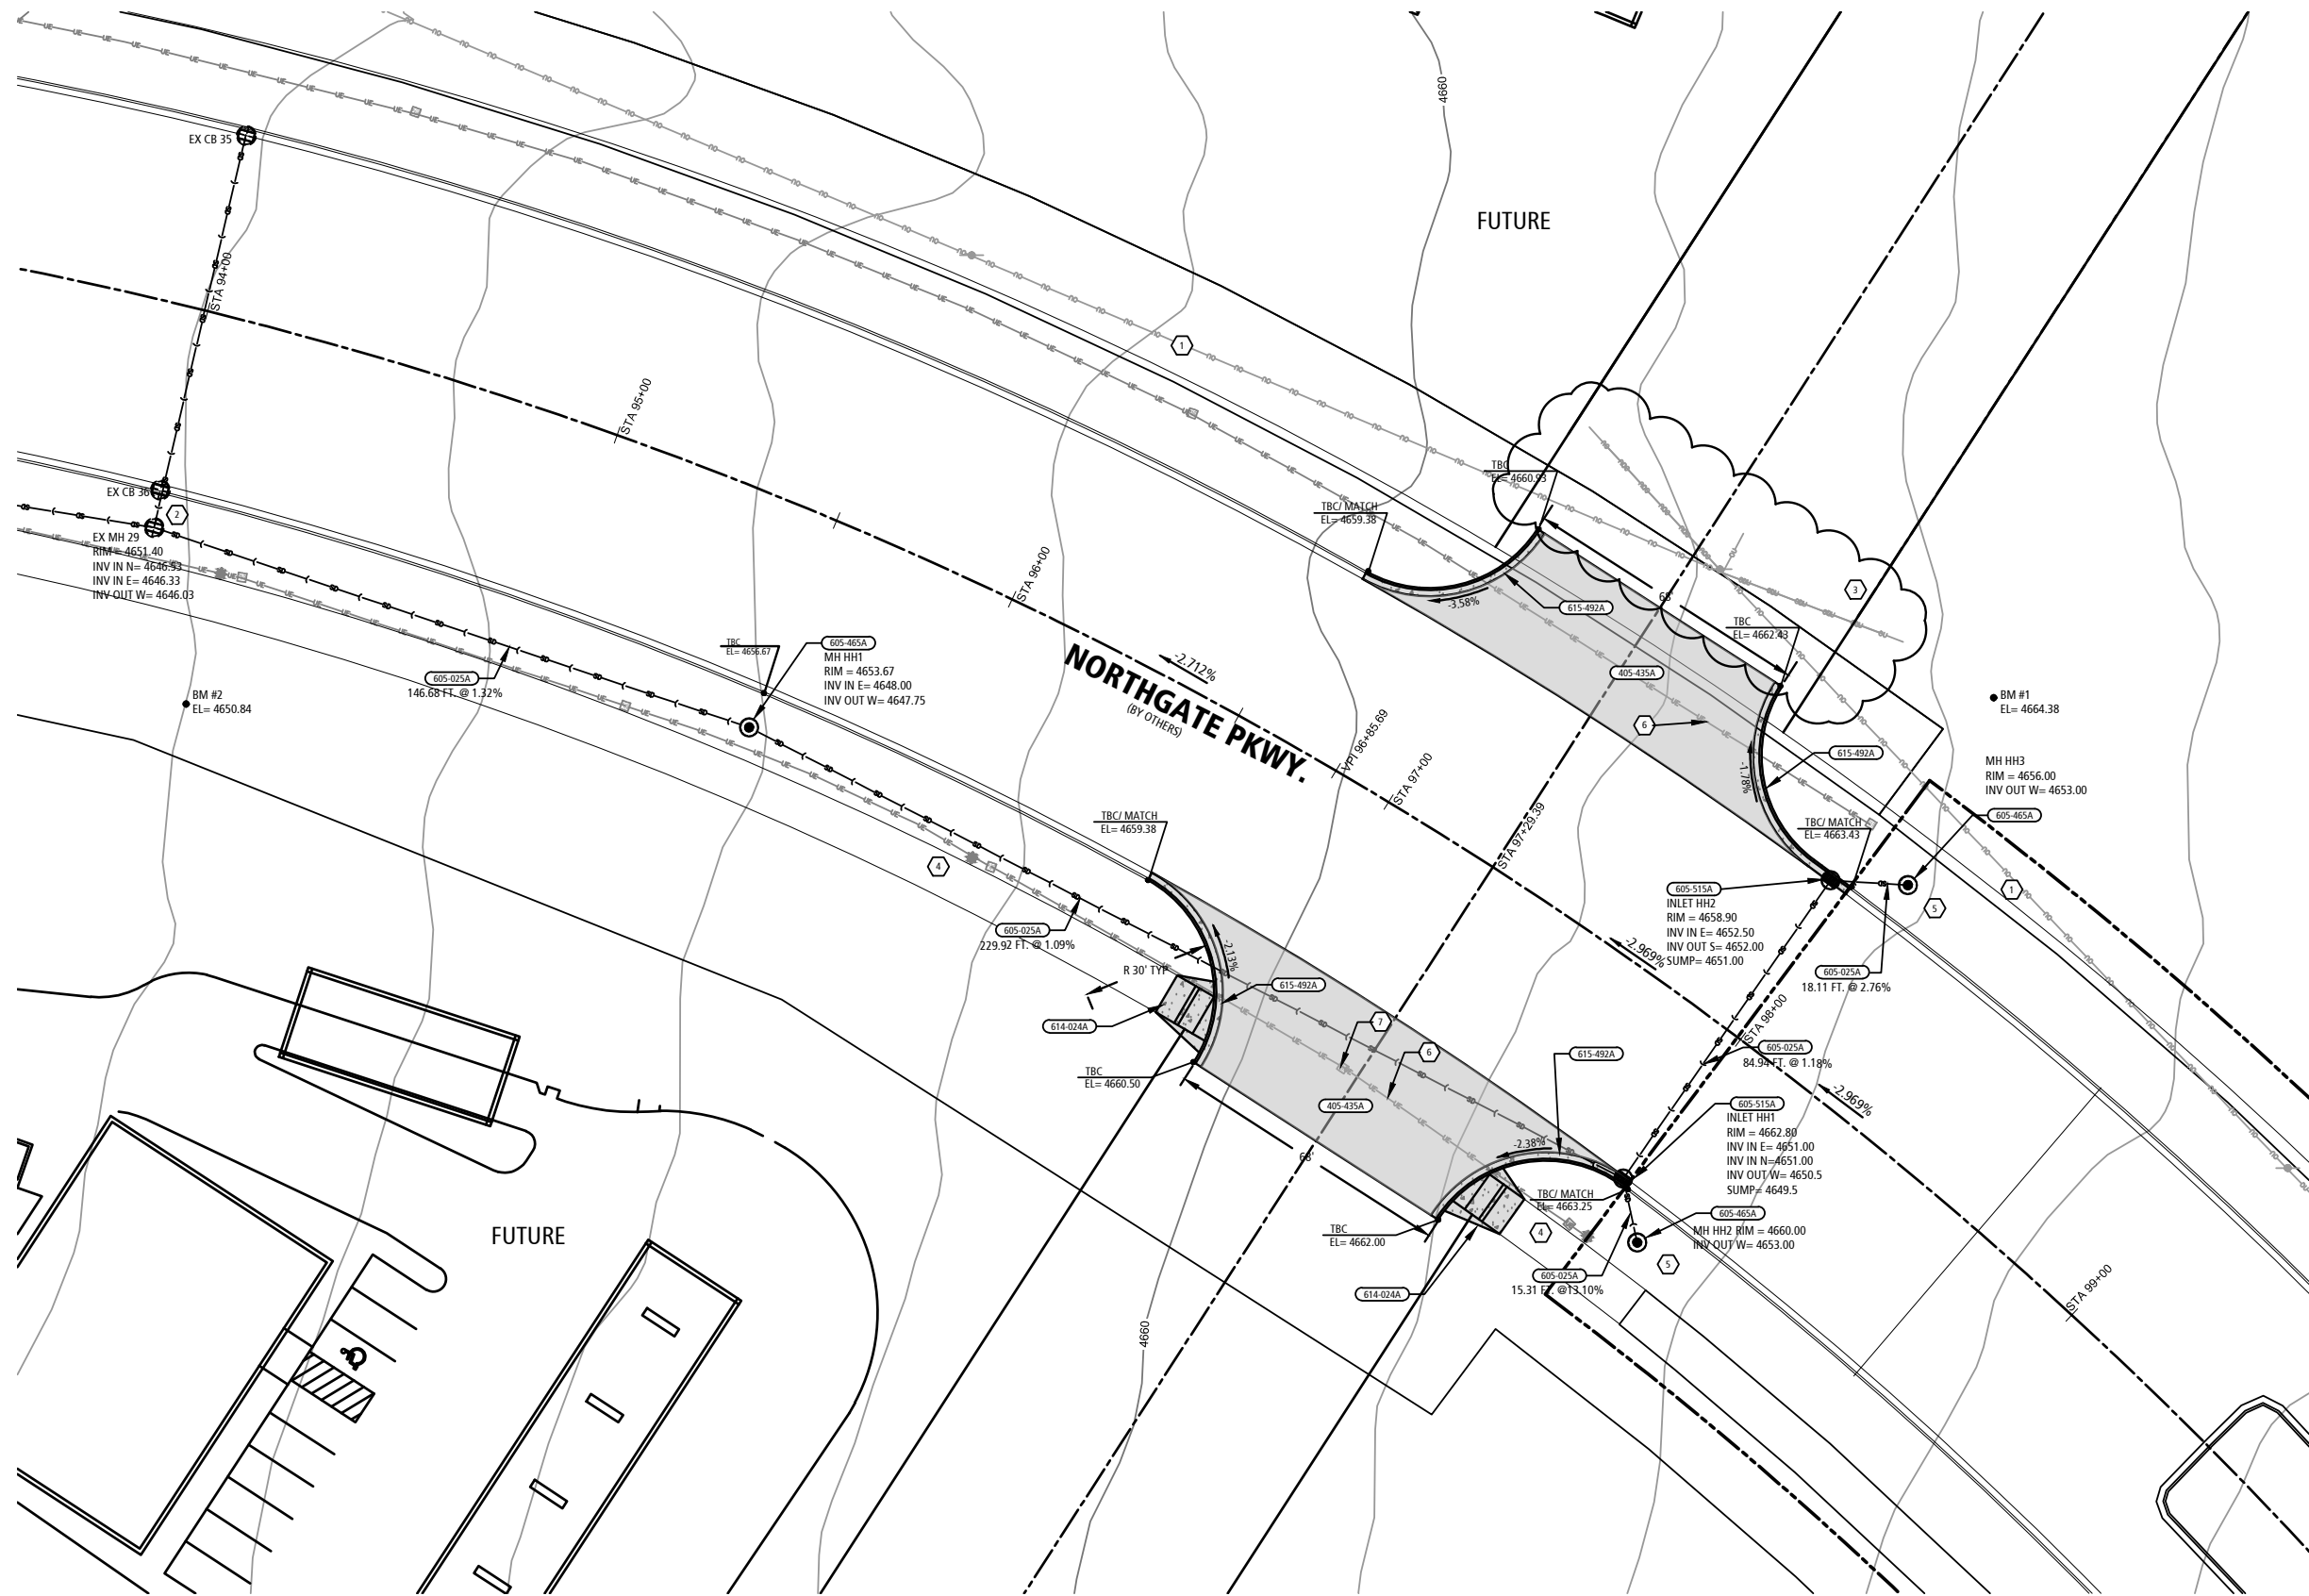 4660
FUTURE
EX CB 35
STA 94+00
STA 95+00
1
TBC
EL= 4660.93
TBC/ MATCH
EL= 4659.38
EX CB 36
2
EX MH 29
RIM = 4651.40
INV IN N= 4646.53
INV IN E= 4646.33
INV OUT W= 4646.03
STA 96+00
3
-3.58%
615-492A
68'
TBC
EL= 4662.43
605-025A
146.68 FT. @ 1.32%
TBC
EL= 4656.67
605-465A
MH HH1
RIM = 4653.67
INV IN E= 4648.00
INV OUT W= 4647.75
BM #2
EL= 4650.84
-2.712%
NORTHGATE PKWY.
(BY OTHERS)
405-435A
6
BM #1
EL= 4664.38
VPI 96+85.69
STA 97+00
-1.78%
615-492A
MH HH3
RIM = 4656.00
INV OUT W= 4653.00
605-465A
TBC/ MATCH
EL= 4659.38
TBC/ MATCH
EL= 4663.43
STA 97+29.39
4
605-515A
INLET HH2
RIM = 4658.90
INV IN E= 4652.50
INV OUT S= 4652.00
SUMP= 4651.00
1
5
605-025A
229.92 FT. @ 1.09%
-2.13%
R 30' TYP
-2.969%
605-025A
18.11 FT. @ 2.76%
615-492A
614-024A
7
6
STA 98+00
615-492A
605-025A
84.94 FT. @ 1.18%
TBC
EL= 4660.50
405-435A
-2.969%
605-515A
INLET HH1
RIM = 4662.80
INV IN E= 4651.00
INV IN N=4651.00
INV OUT W= 4650.5
SUMP= 4649.5
-2.38%
68'
TBC/ MATCH
EL= 4663.25
605-465A
MH HH2 RIM = 4660.00
INV OUT W= 4653.00
TBC
EL= 4662.00
4
5
FUTURE
605-025A
15.31 FT. @13.10%
614-024A
STA 99+00
4660